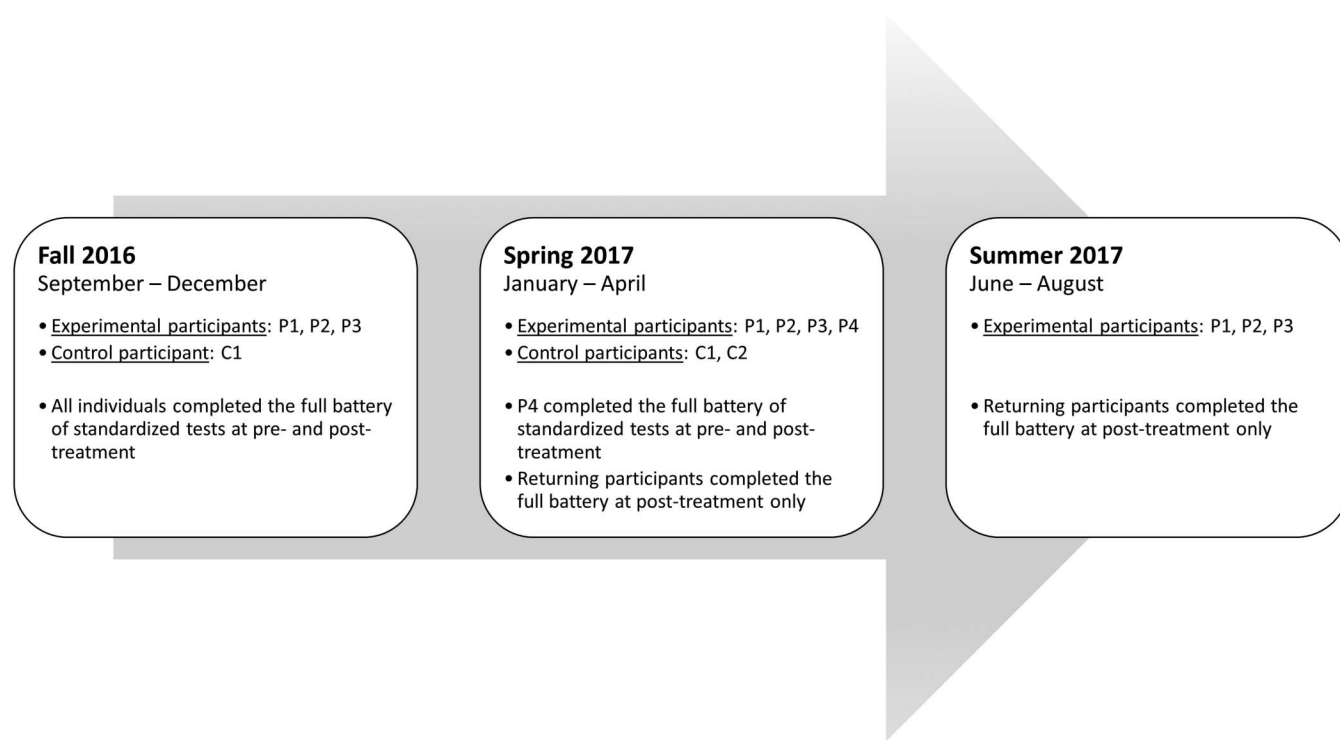 Fall 2016
September – December
• Experimental participants: P1, P2, P3
• Control participant: C1
• All individuals completed the full battery
of standardized tests at pre- and post-
treatment
Spring 2017
January – April
• Experimental participants: P1, P2, P3, P4
• Control participants: C1, C2
• P4 completed the full battery of
standardized tests at pre- and post-
treatment
• Returning participants completed the
full battery at post-treatment only
Summer 2017
June – August
• Experimental participants: P1, P2, P3
• Returning participants completed the
full battery at post-treatment only